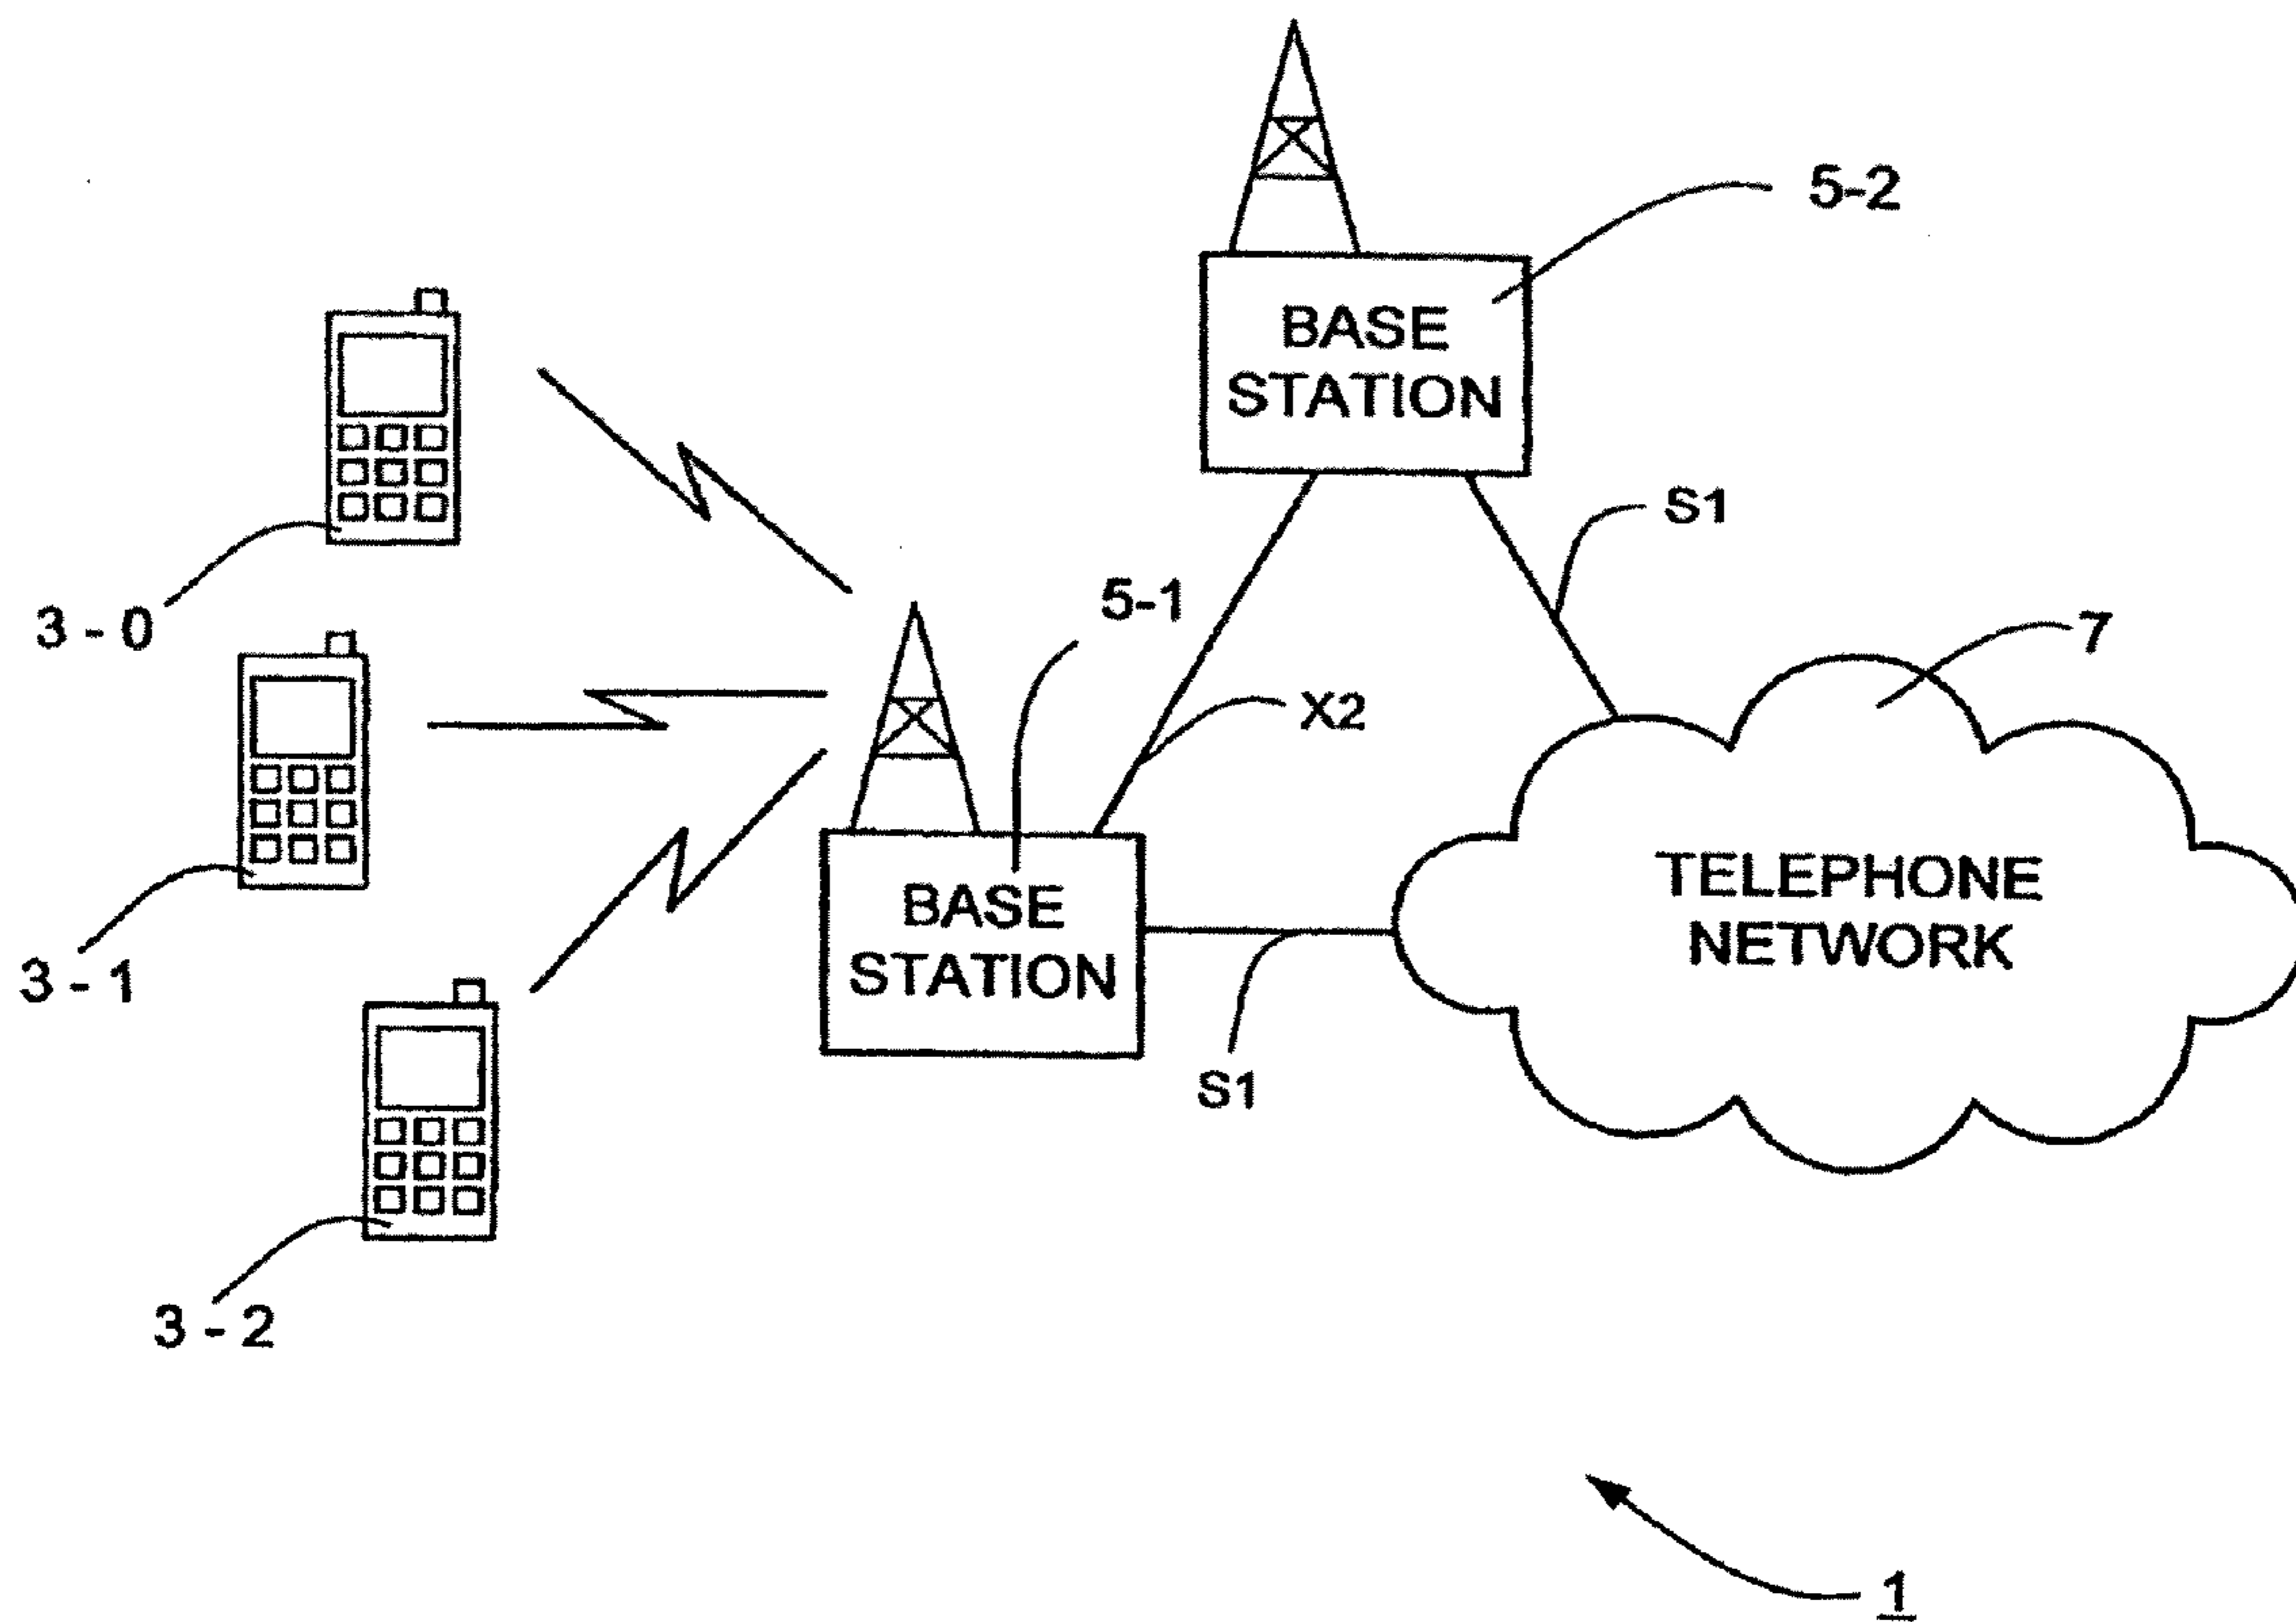 5-2
BASE
STATION
S1
3 - 0
5-1
7
X2
3 - 1
BASE
STATION
TELEPHONE
NETWORK
S1
3 - 2
1